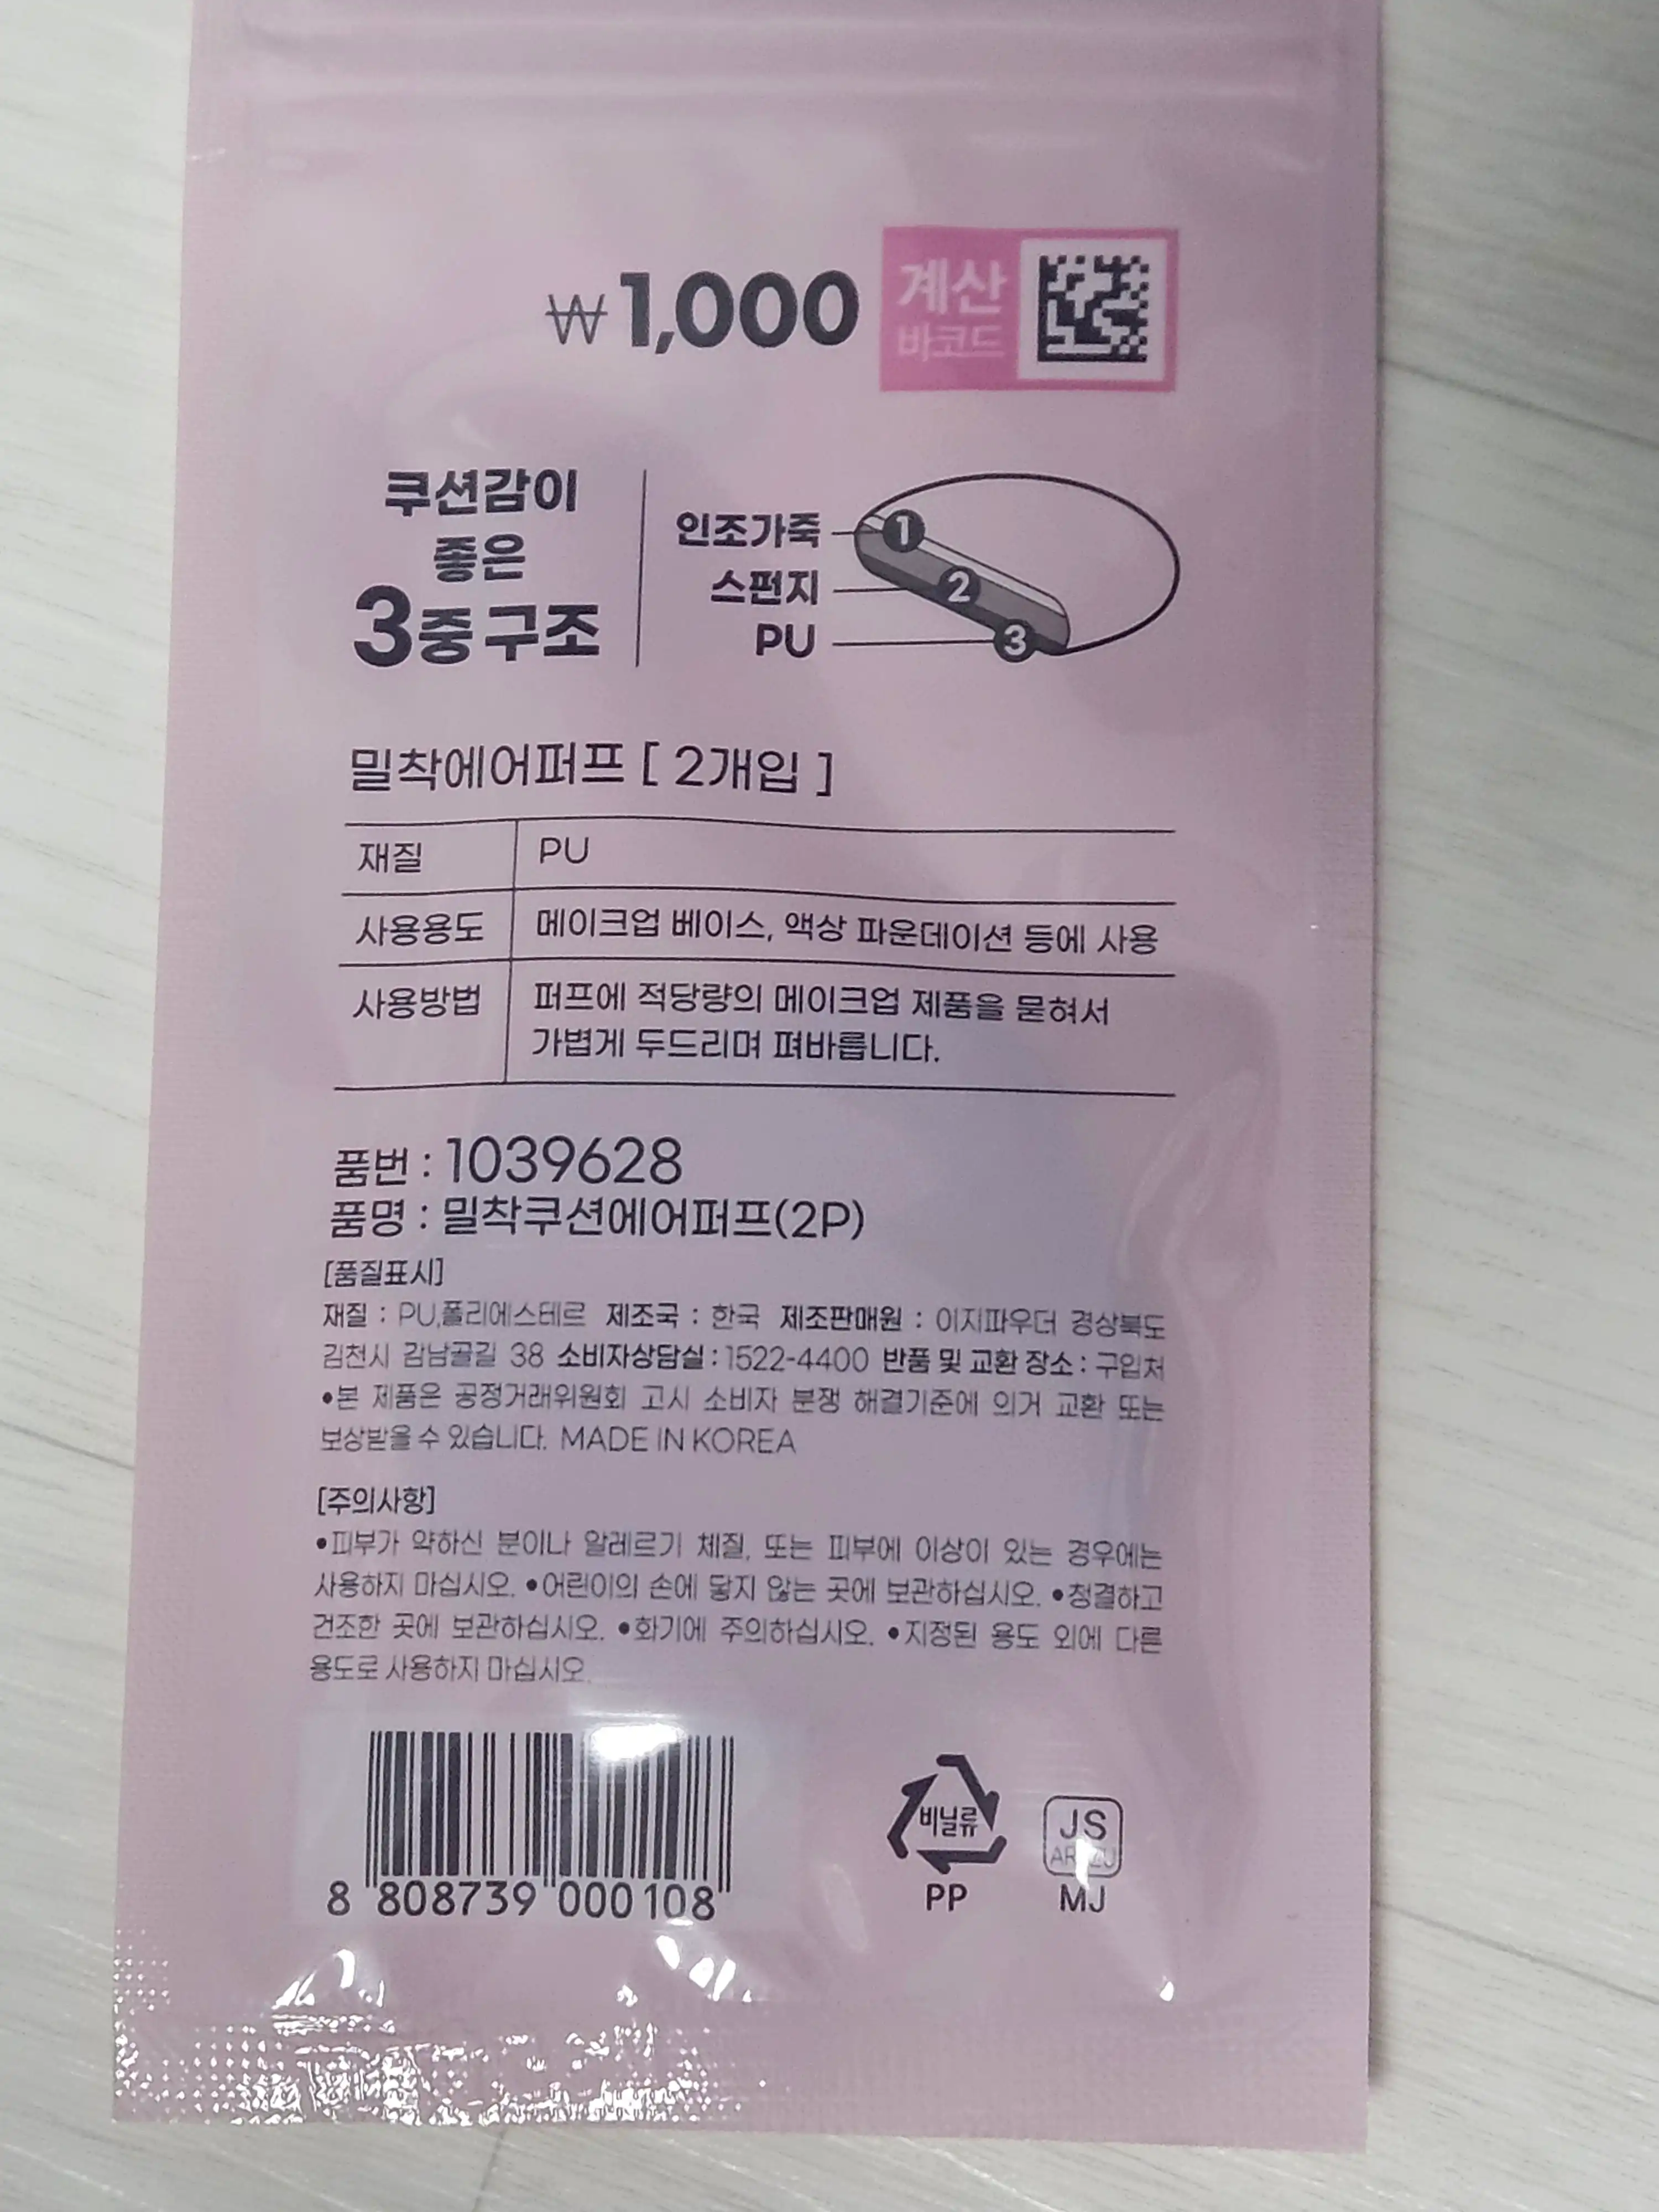 ₩1,000
계산
바코드
쿠션감이
좋은
3중구조
인조가죽
1
스펀지
2
PU
3
밀착에어퍼프 [ 2개입 ]
재질 PU
사용용도 메이크업 베이스, 액상 파운데이션 등에 사용
사용방법 퍼프에 적당량의 메이크업 제품을 묻혀서
가볍게 두드리며 펴바릅니다.
품번 : 1039628
품명 : 밀착쿠션에어퍼프(2P)
[품질표시]
재질 : PU,폴리에스테르 제조국 : 한국 제조판매원 : 이지파우더 경상북도
김천시 감남골길 38 소비자상담실 : 1522-4400 반품 및 교환 장소 : 구입처
•본 제품은 공정거래위원회 고시 소비자 분쟁 해결기준에 의거 교환 또는
보상받을 수 있습니다. MADE IN KOREA
[주의사항]
•피부가 약하신 분이나 알레르기 체질, 또는 피부에 이상이 있는 경우에는
사용하지 마십시오. •어린이의 손에 닿지 않는 곳에 보관하십시오. •청결하고
건조한 곳에 보관하십시오. •화기에 주의하십시오. •지정된 용도 외에 다른
용도로 사용하지 마십시오.
8 808739 000108
비닐류
PP
JS
MJ